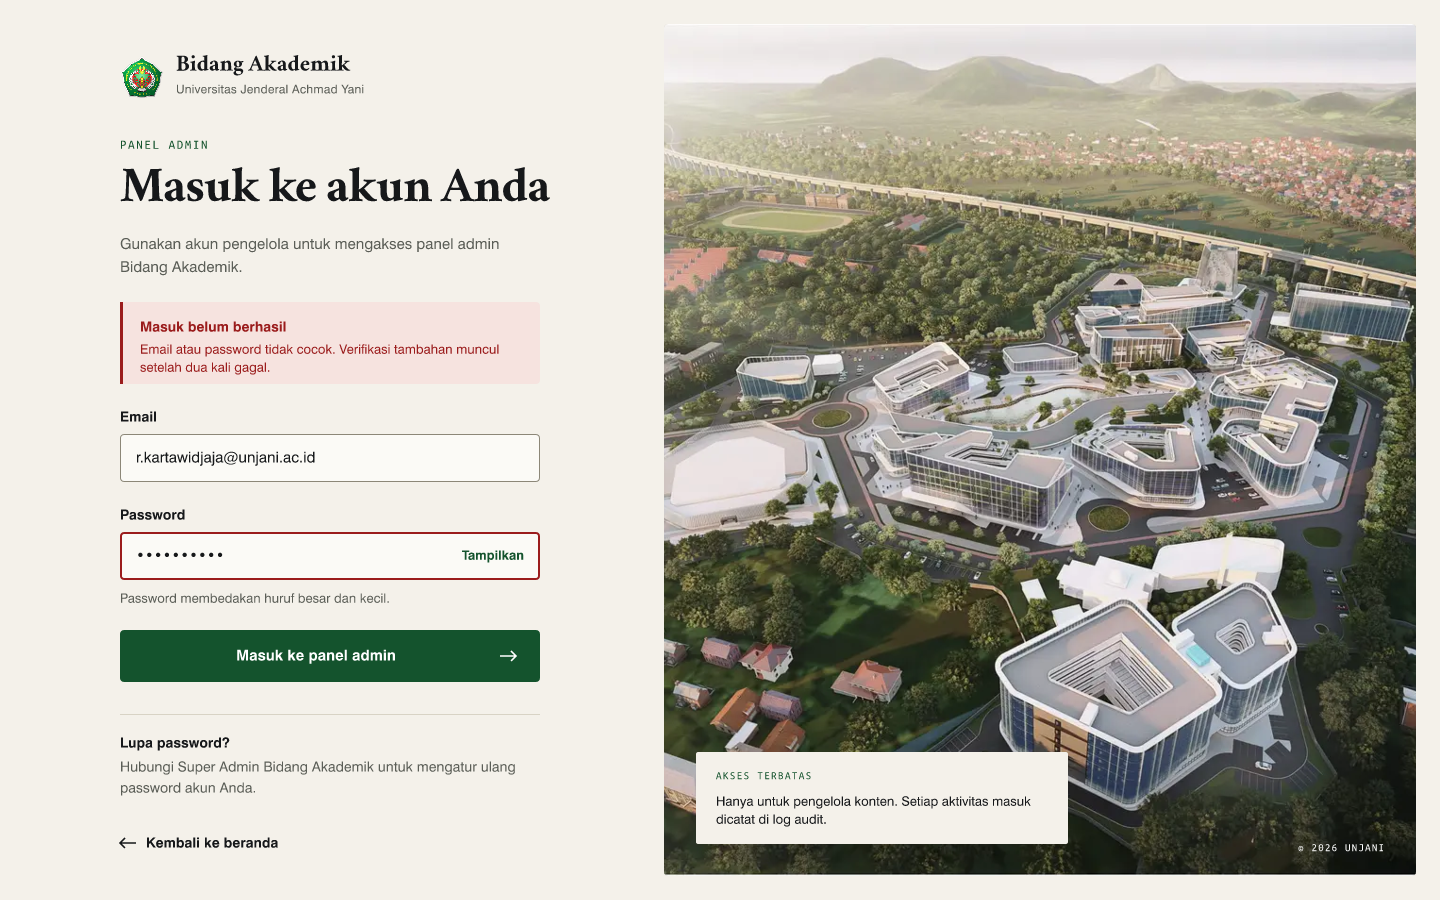 Bidang Akademik
Universitas Jenderal Achmad Yani
PANEL ADMIN
Masuk ke akun Anda
Gunakan akun pengelola untuk mengakses panel admin
Bidang Akademik.
Masuk belum berhasil
Email atau password tidak cocok. Verifikasi tambahan muncul
setelah dua kali gagal.
Email
r.kartawidjaja@unjani.ac.id
Password
••••••••••
Tampilkan
Password membedakan huruf besar dan kecil.
Masuk ke panel admin →
Lupa password?
Hubungi Super Admin Bidang Akademik untuk mengatur ulang
password akun Anda.
← Kembali ke beranda
AKSES TERBATAS
Hanya untuk pengelola konten. Setiap aktivitas masuk
dicatat di log audit.
© 2026 UNJANI